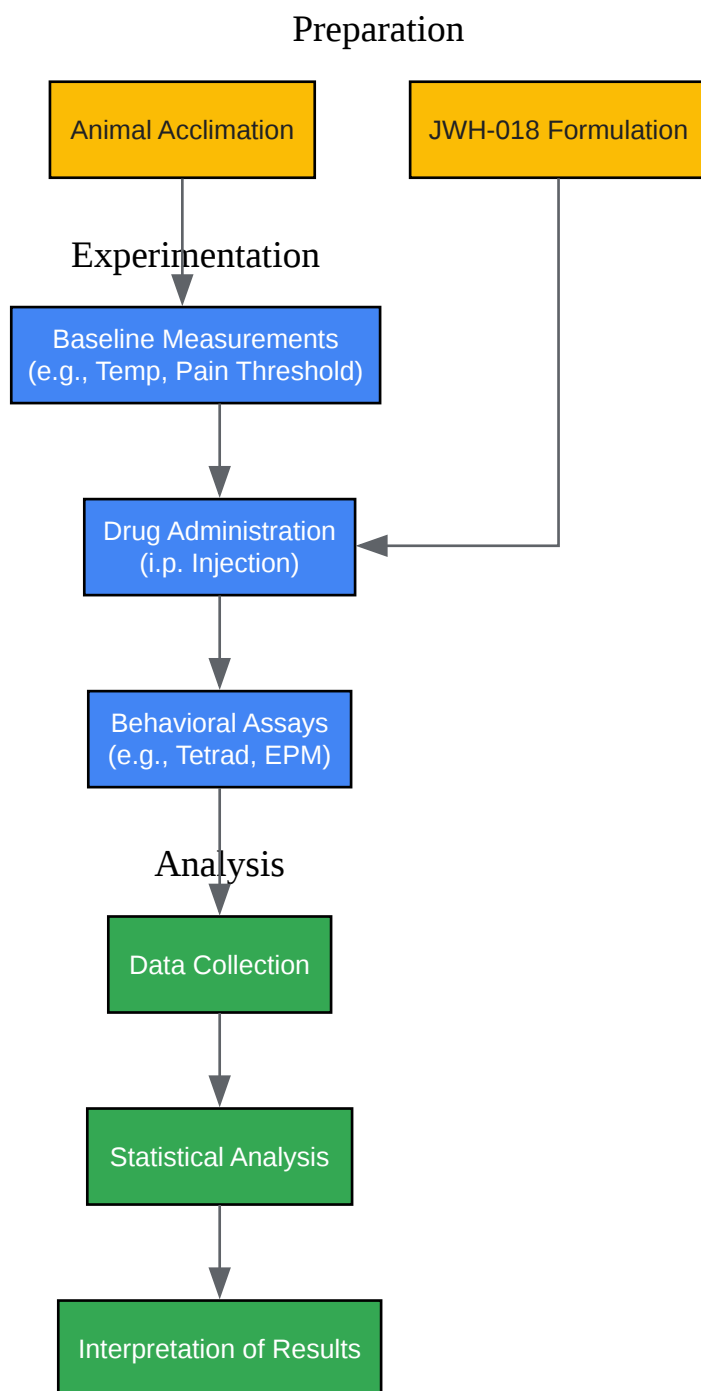 Preparation
Animal Acclimation
JWH-018 Formulation
Experimentation
Baseline Measurements
(e.g., Temp, Pain Threshold)
Drug Administration
(i.p. Injection)
Behavioral Assays
(e.g., Tetrad, EPM)
Analysis
Data Collection
Statistical Analysis
Interpretation of Results